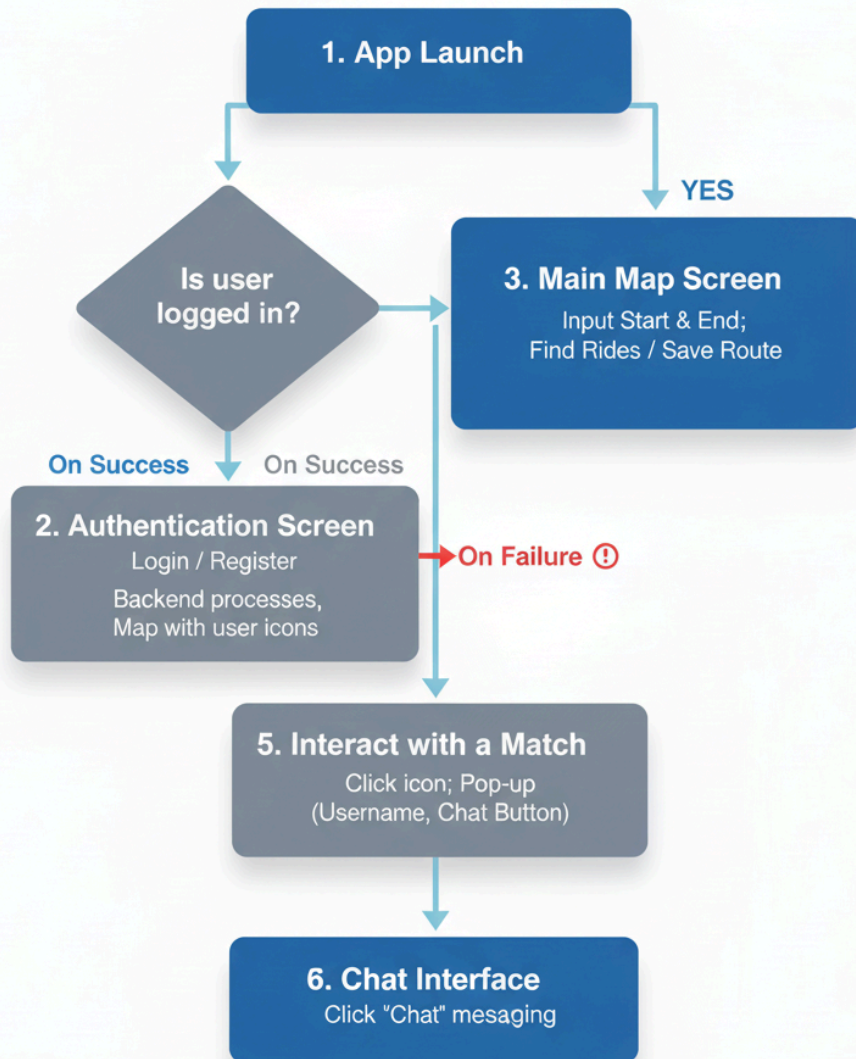 1. App Launch
YES
Is user
logged in?
3. Main Map Screen
Input Start & End;
Find Rides / Save Route
On Success
On Success
2. Authentication Screen
Login / Register
Backend processes,
Map with user icons
On Failure
5. Interact with a Match
Click icon; Pop-up
(Username, Chat Button)
6. Chat Interface
Click "Chat" mesaging